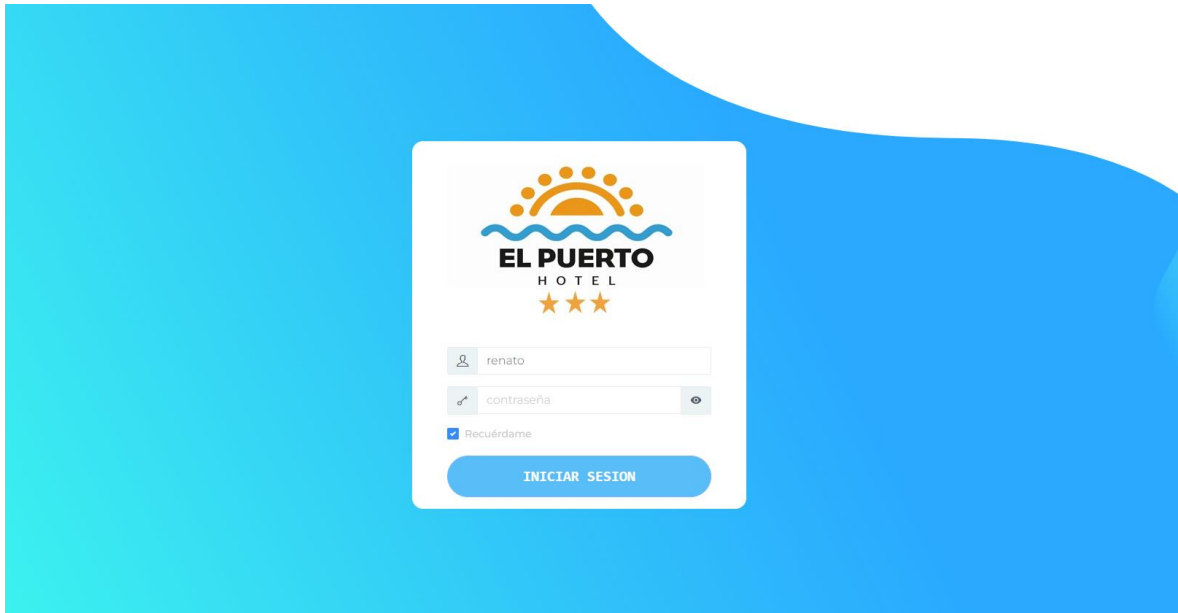 EL PUERTO
HOTEL
renato
contraseña
Recuérdame
INICIAR SESION